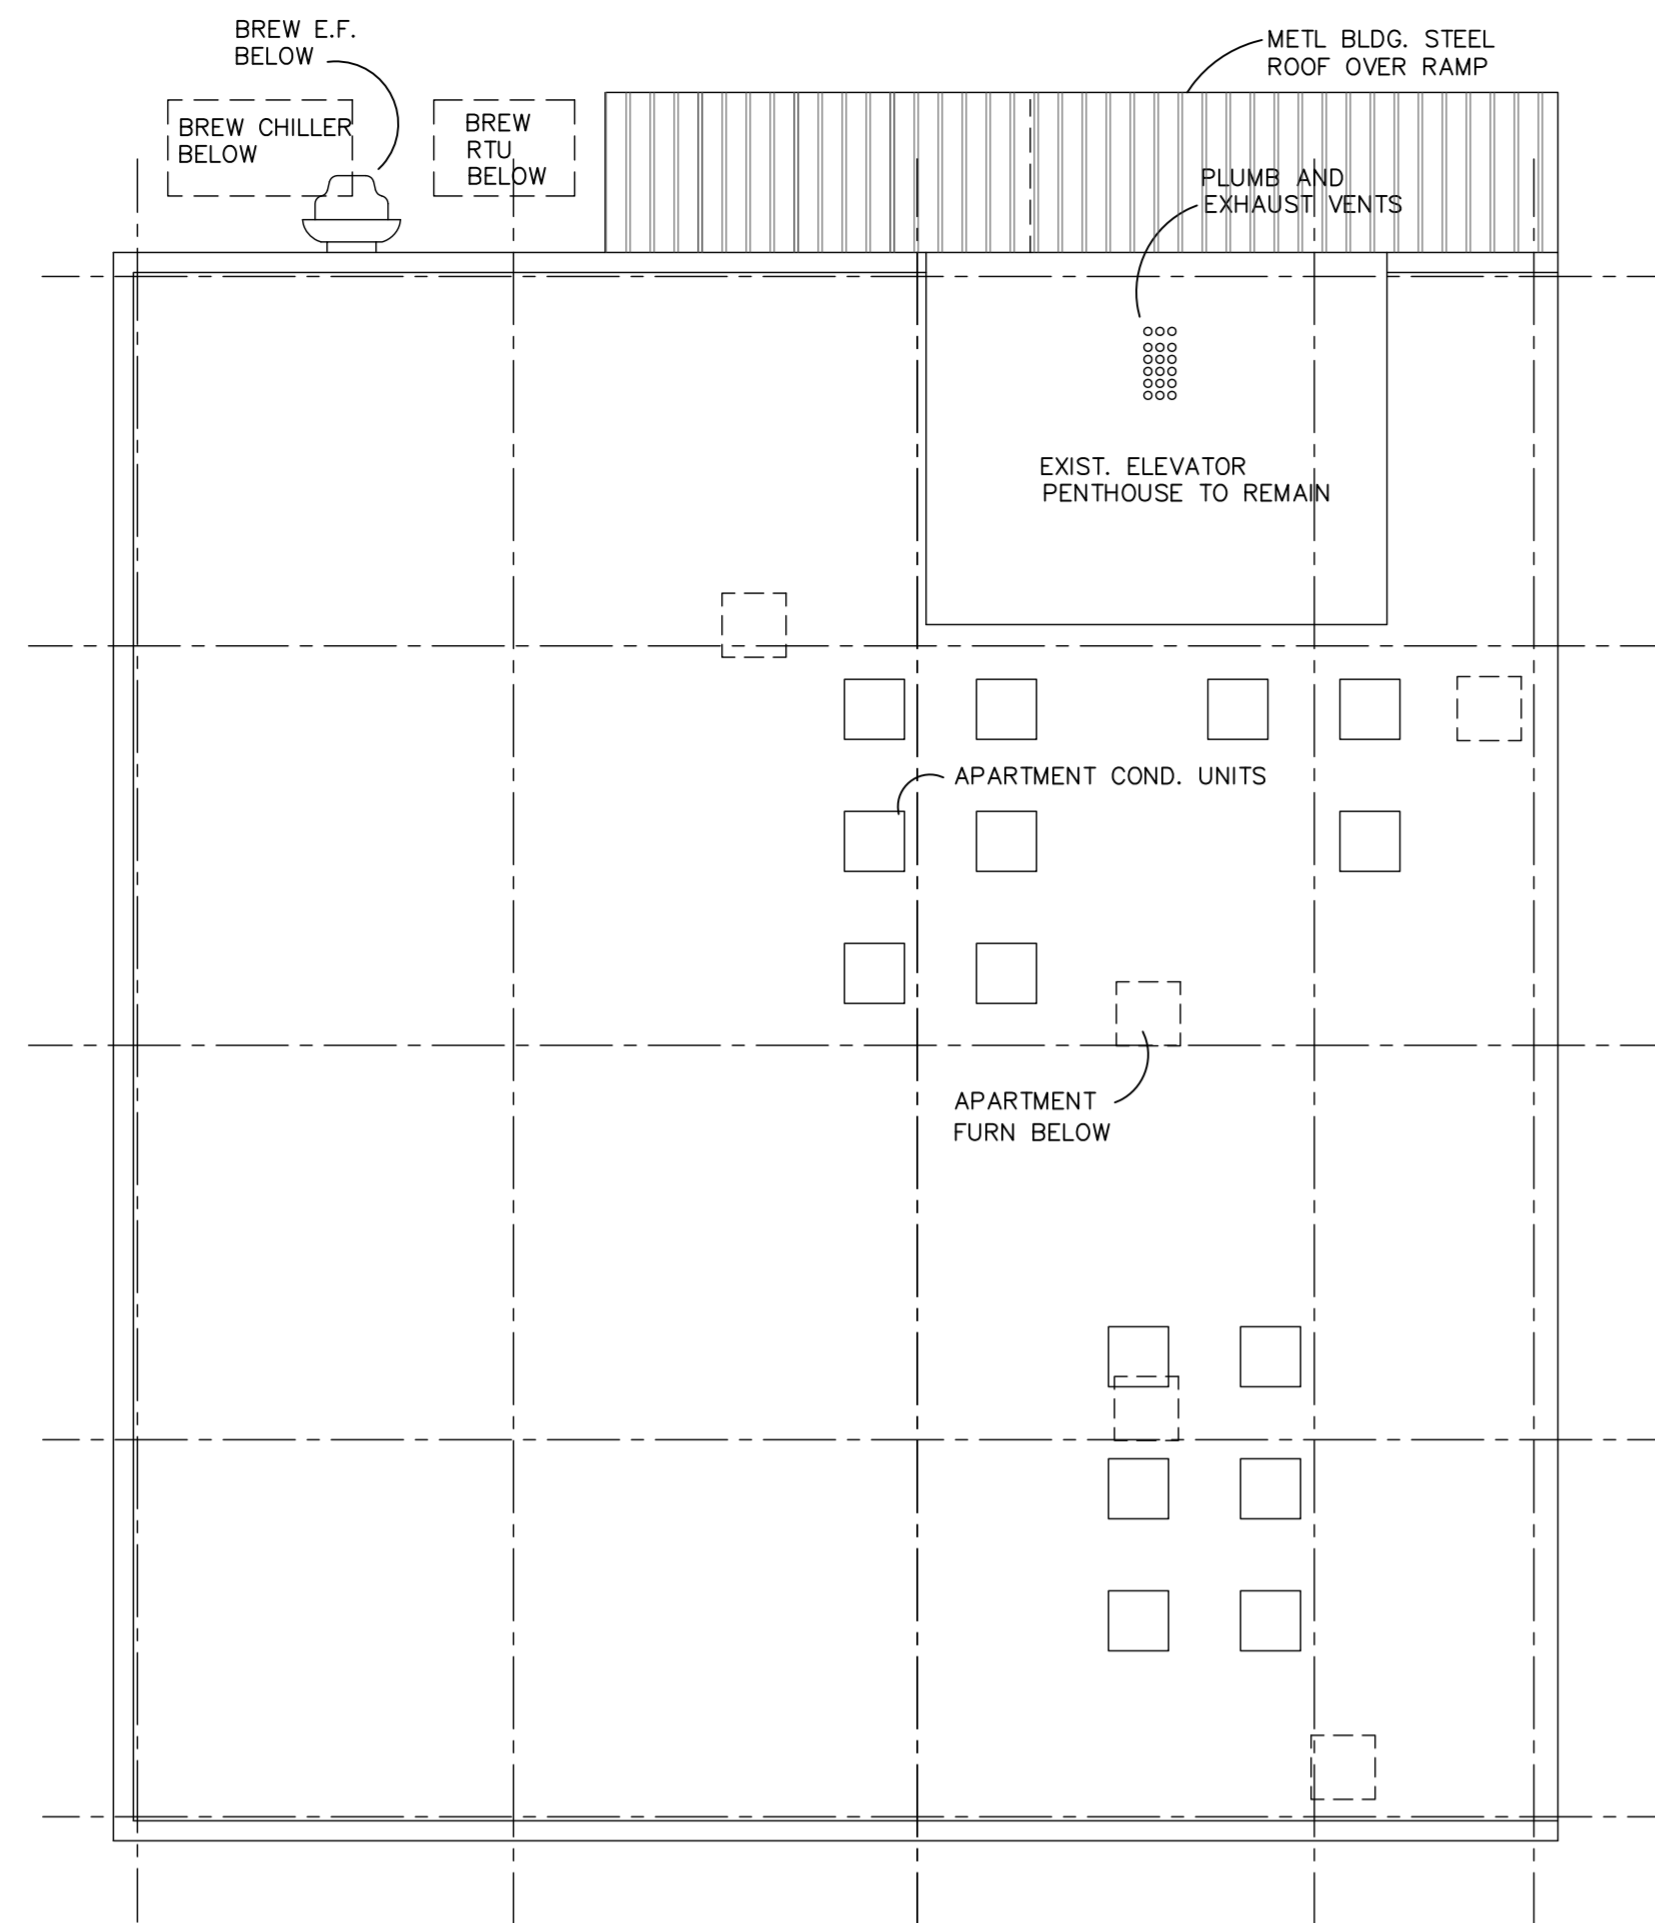 BREW E.F.
BELOW
METL BLDG. STEEL
ROOF OVER RAMP
BREW CHILLER
BELOW
BREW
RTU
BELOW
PLUMB AND
EXHAUST VENTS
EXIST. ELEVATOR
PENTHOUSE TO REMAIN
APARTMENT COND. UNITS
APARTMENT
FURN BELOW